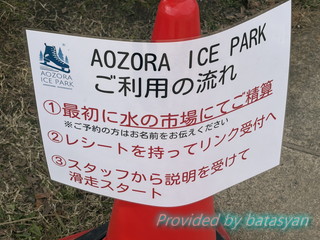 AOZORA
ICE PARK
AOZORA ICE PARK
ご利用の流れ
①最初に水の市場にてご精算
※ご予約の方はお名前をお伝えください
②レシートを持ってリンク受付へ
③スタッフから説明を受けて
滑走スタート
Provided by batasyan